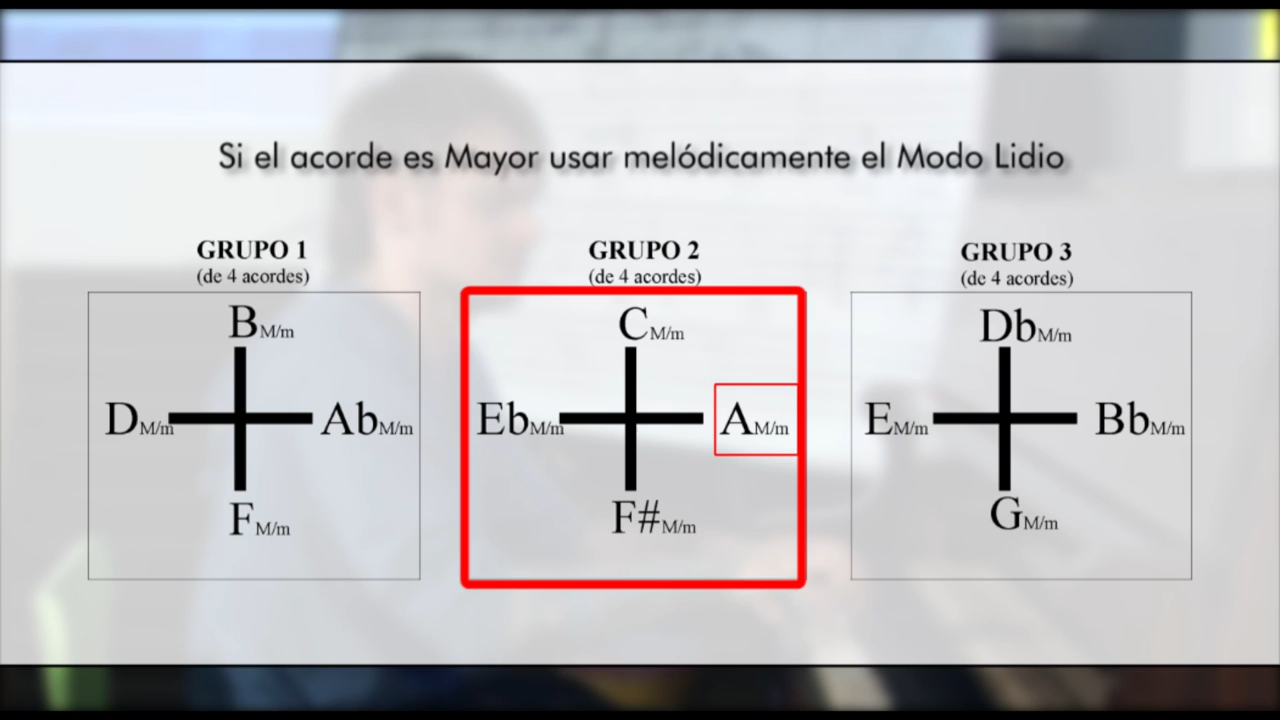 Si el acorde es Mayor usar melódicamente el Modo Lidio
GRUPO 1
(de 4 acordes)
BM/m
DM/m
AbM/m
FM/m
GRUPO 2
(de 4 acordes)
CM/m
EbM/m
AM/m
F#M/m
GRUPO 3
(de 4 acordes)
DbM/m
EM/m
BbM/m
GM/m